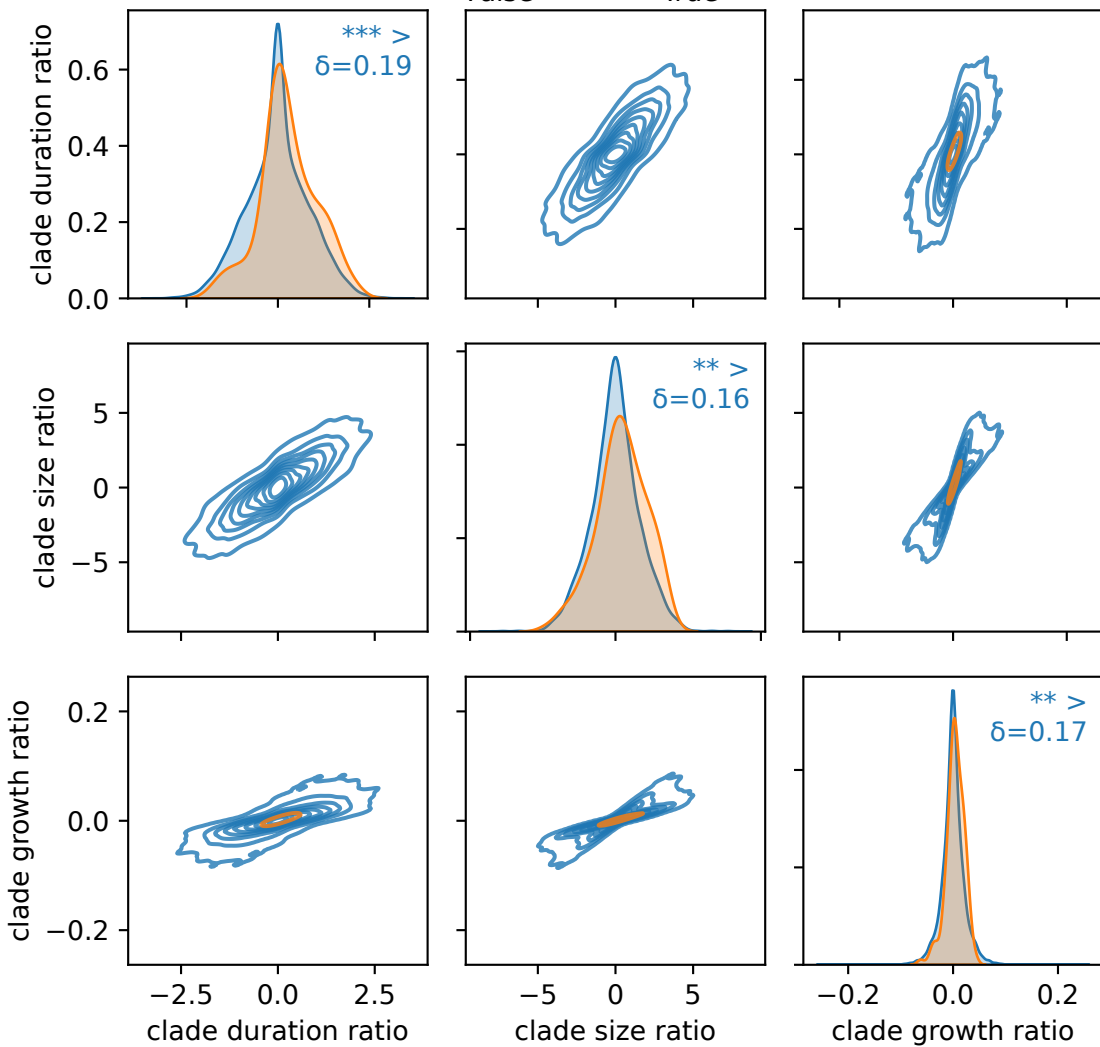 clade duration ratio
0.6
0.4
0.2
0.0
*** >
δ=0.19
clade size ratio
5
0
−5
** >
δ=0.16
clade growth ratio
0.2
0.0
−0.2
** >
δ=0.17
−2.5 0.0 2.5
−5 0 5
−0.2 0.0 0.2
clade duration ratio
clade size ratio
clade growth ratio